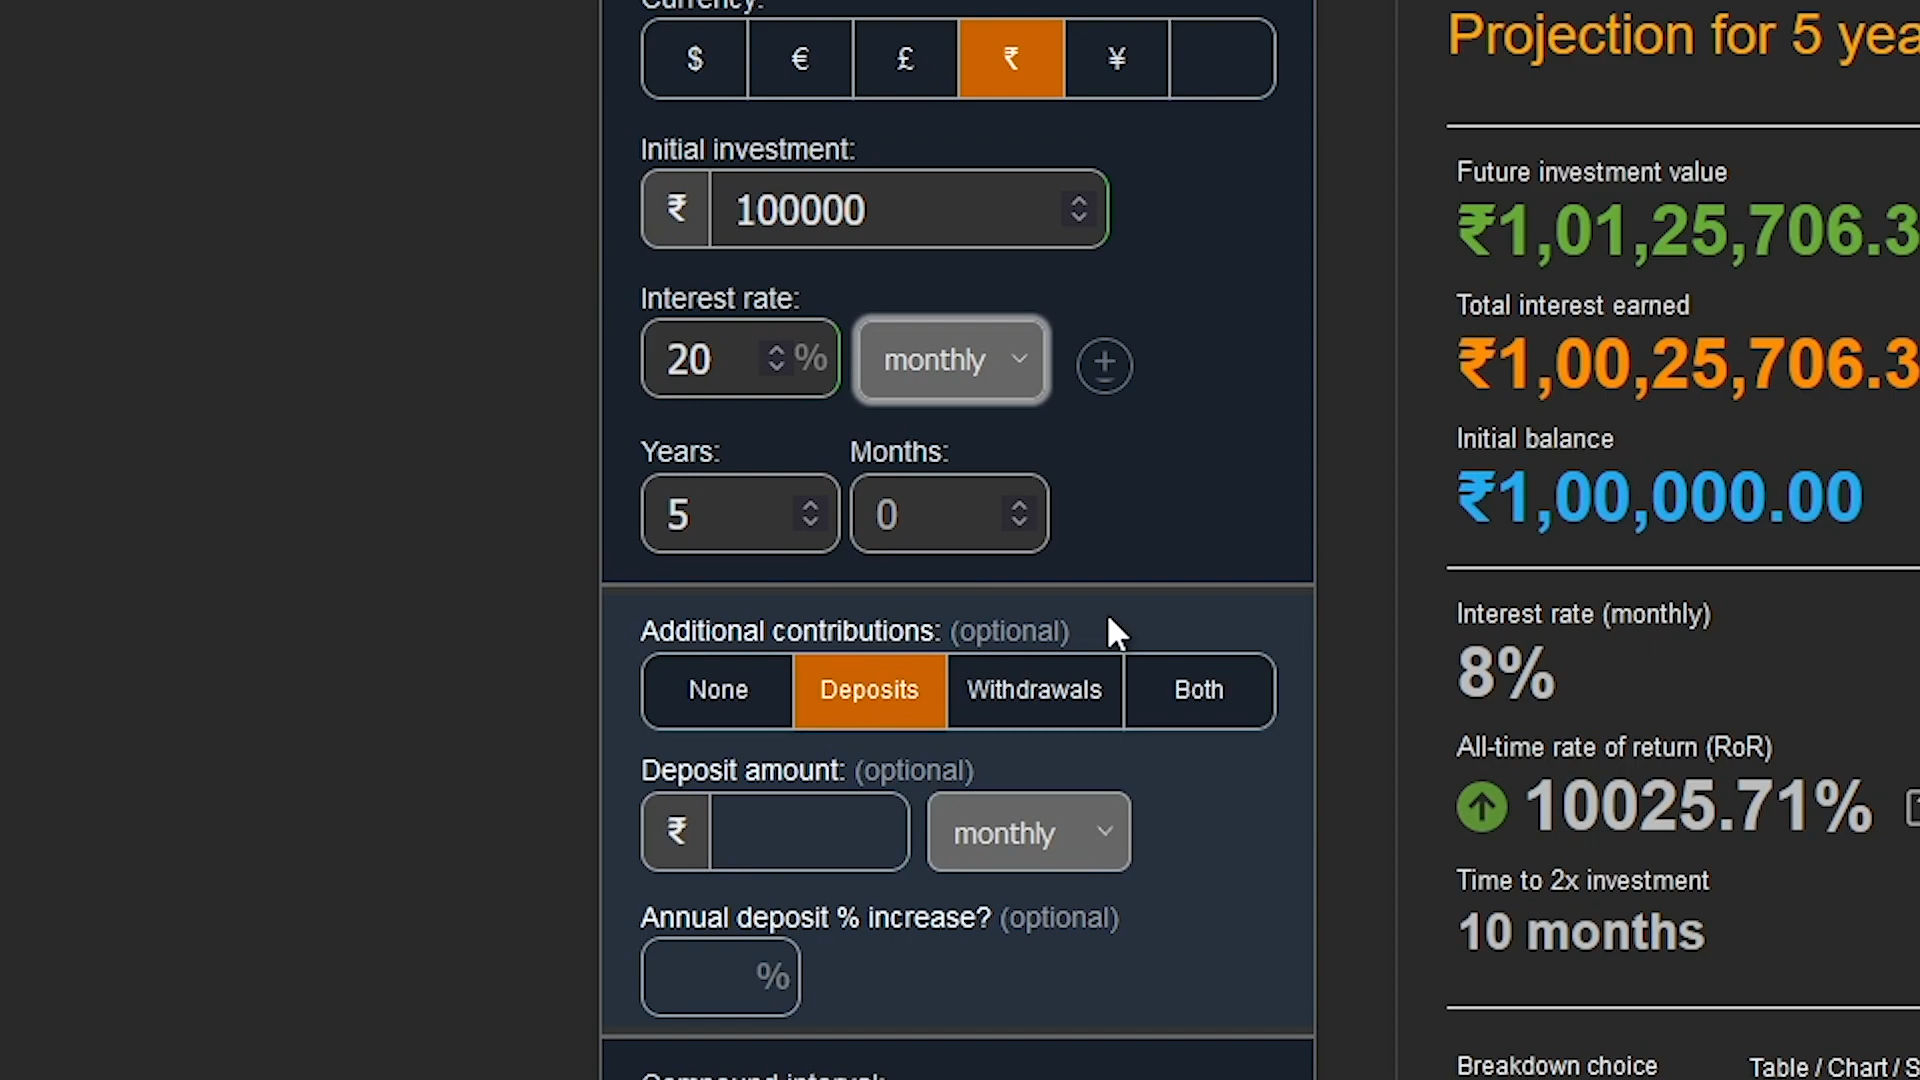 Currency:
$ € £ ₹ ¥
Initial investment:
₹ 100000
Interest rate:
20 % monthly
Years: Months:
5 0
Additional contributions: (optional)
None Deposits Withdrawals Both
Deposit amount: (optional)
₹ monthly
Annual deposit % increase? (optional)
%
Compound interval:
Projection for 5 yea
Future investment value
₹1,01,25,706.3
Total interest earned
₹1,00,25,706.3
Initial balance
₹1,00,000.00
Interest rate (monthly)
8%
All-time rate of return (RoR)
10025.71%
Time to 2x investment
10 months
Breakdown choice Table / Chart / S